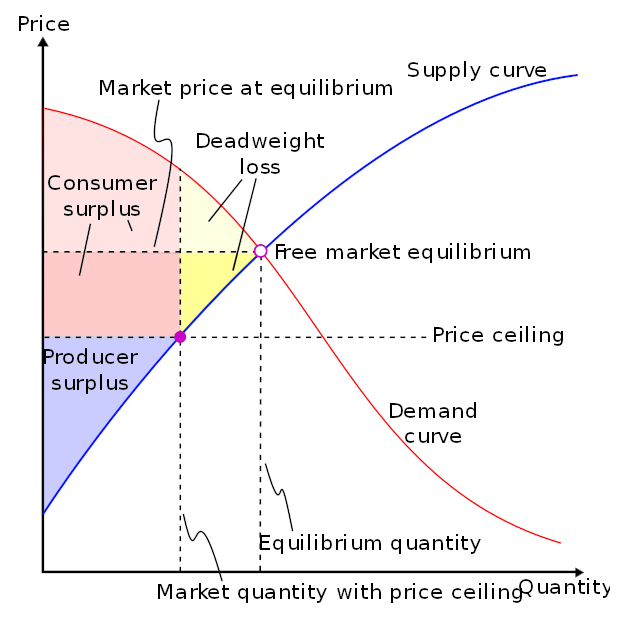 Price
Supply curve
Market price at equilibrium
Deadweight
loss
Consumer
surplus
Free market equilibrium
Price ceiling
Producer
surplus
Demand
curve
Equilibrium quantity
Market quantity with price ceiling
Quantity